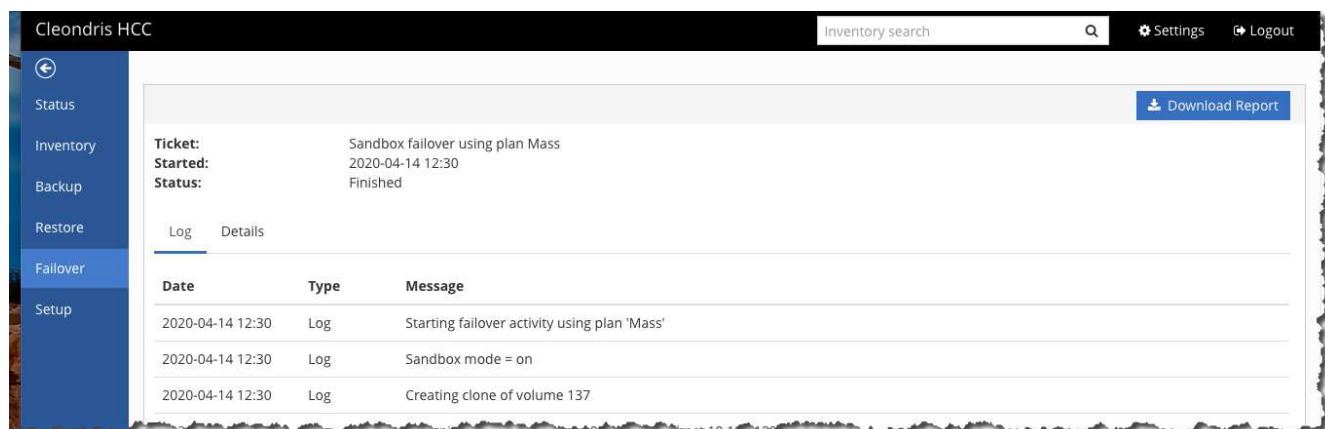 Cleondris HCC
Inventory search
Settings
Logout
Status
Inventory
Backup
Restore
Failover
Setup
Download Report
Ticket: Sandbox failover using plan Mass
Started: 2020-04-14 12:30
Status: Finished
Log Details
Date Type Message
2020-04-14 12:30 Log Starting failover activity using plan 'Mass'
2020-04-14 12:30 Log Sandbox mode = on
2020-04-14 12:30 Log Creating clone of volume 137